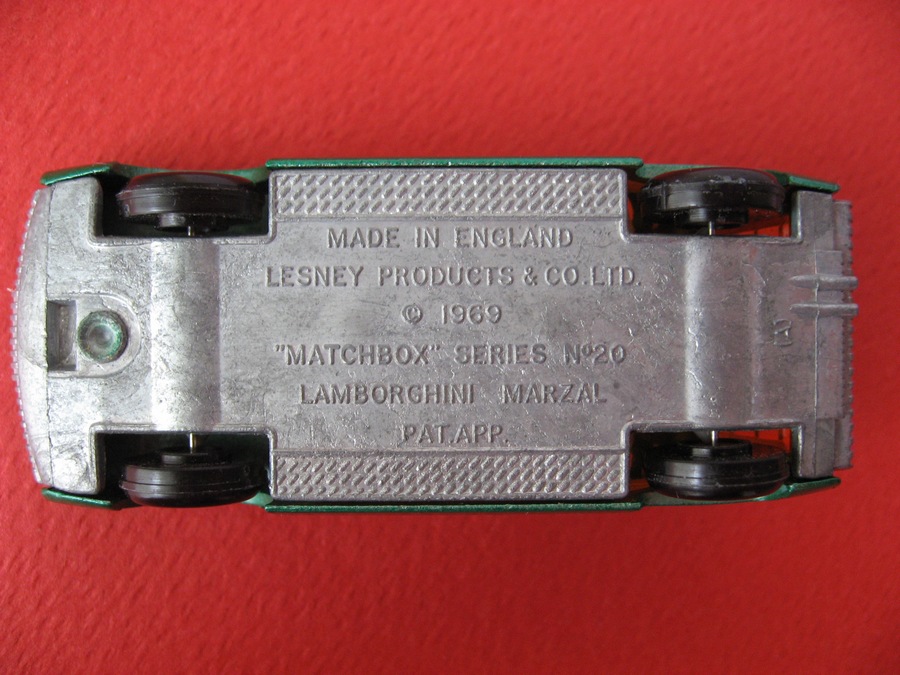 MADE IN ENGLAND
LESNEY PRODUCTS & CO. LTD.
© 1969
"MATCHBOX" SERIES Nº20
LAMBORGHINI MARZAL
PAT. APP.